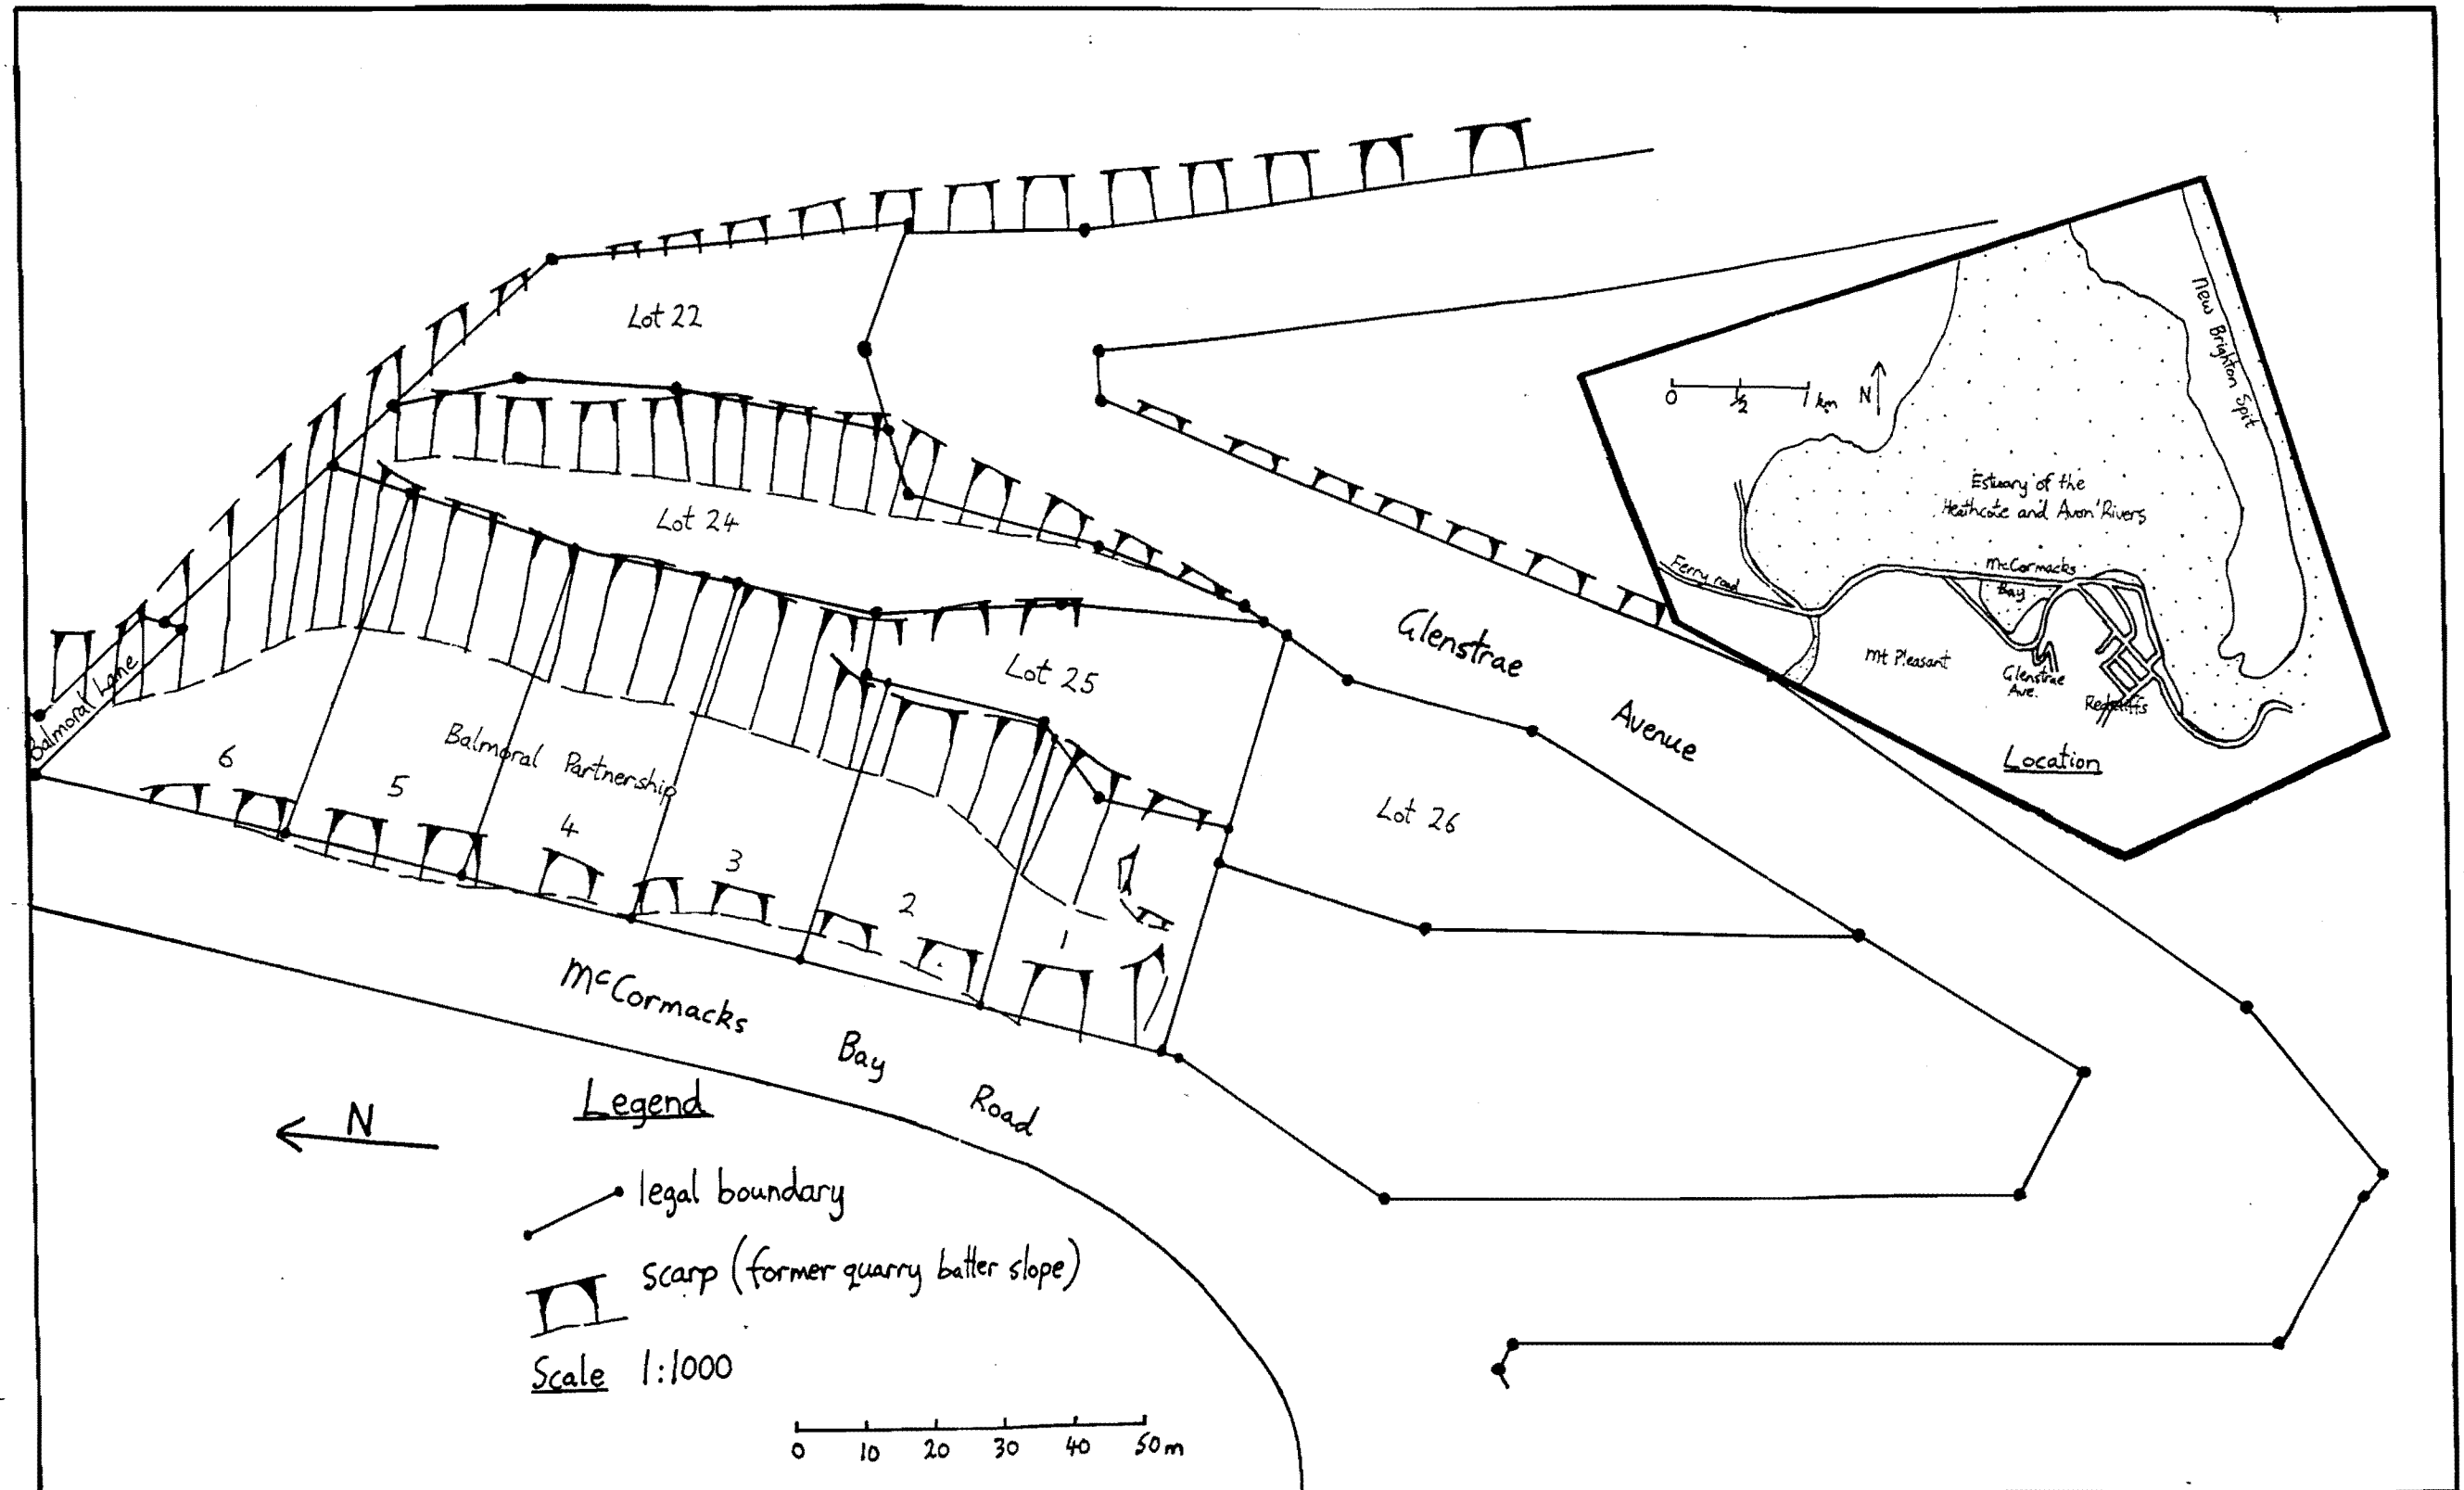 Lot 22
Lot 24
Lot 25
Lot 26
Glenstrae
Avenue
Balmoral Lane
Balmoral Partnership
6
5
4
3
2
1
McCormacks
Bay
Road
N
Legend
legal boundary
scarp (former quarry batter slope)
Scale 1:1000
0 10 20 30 40 50m
0 ½ 1 km
N
New Brighton Spit
Estuary of the
Heathcote and Avon Rivers
Ferry road
McCormacks
Bay
Mt Pleasant
Glenstrae
Ave.
Redcliffs
Location